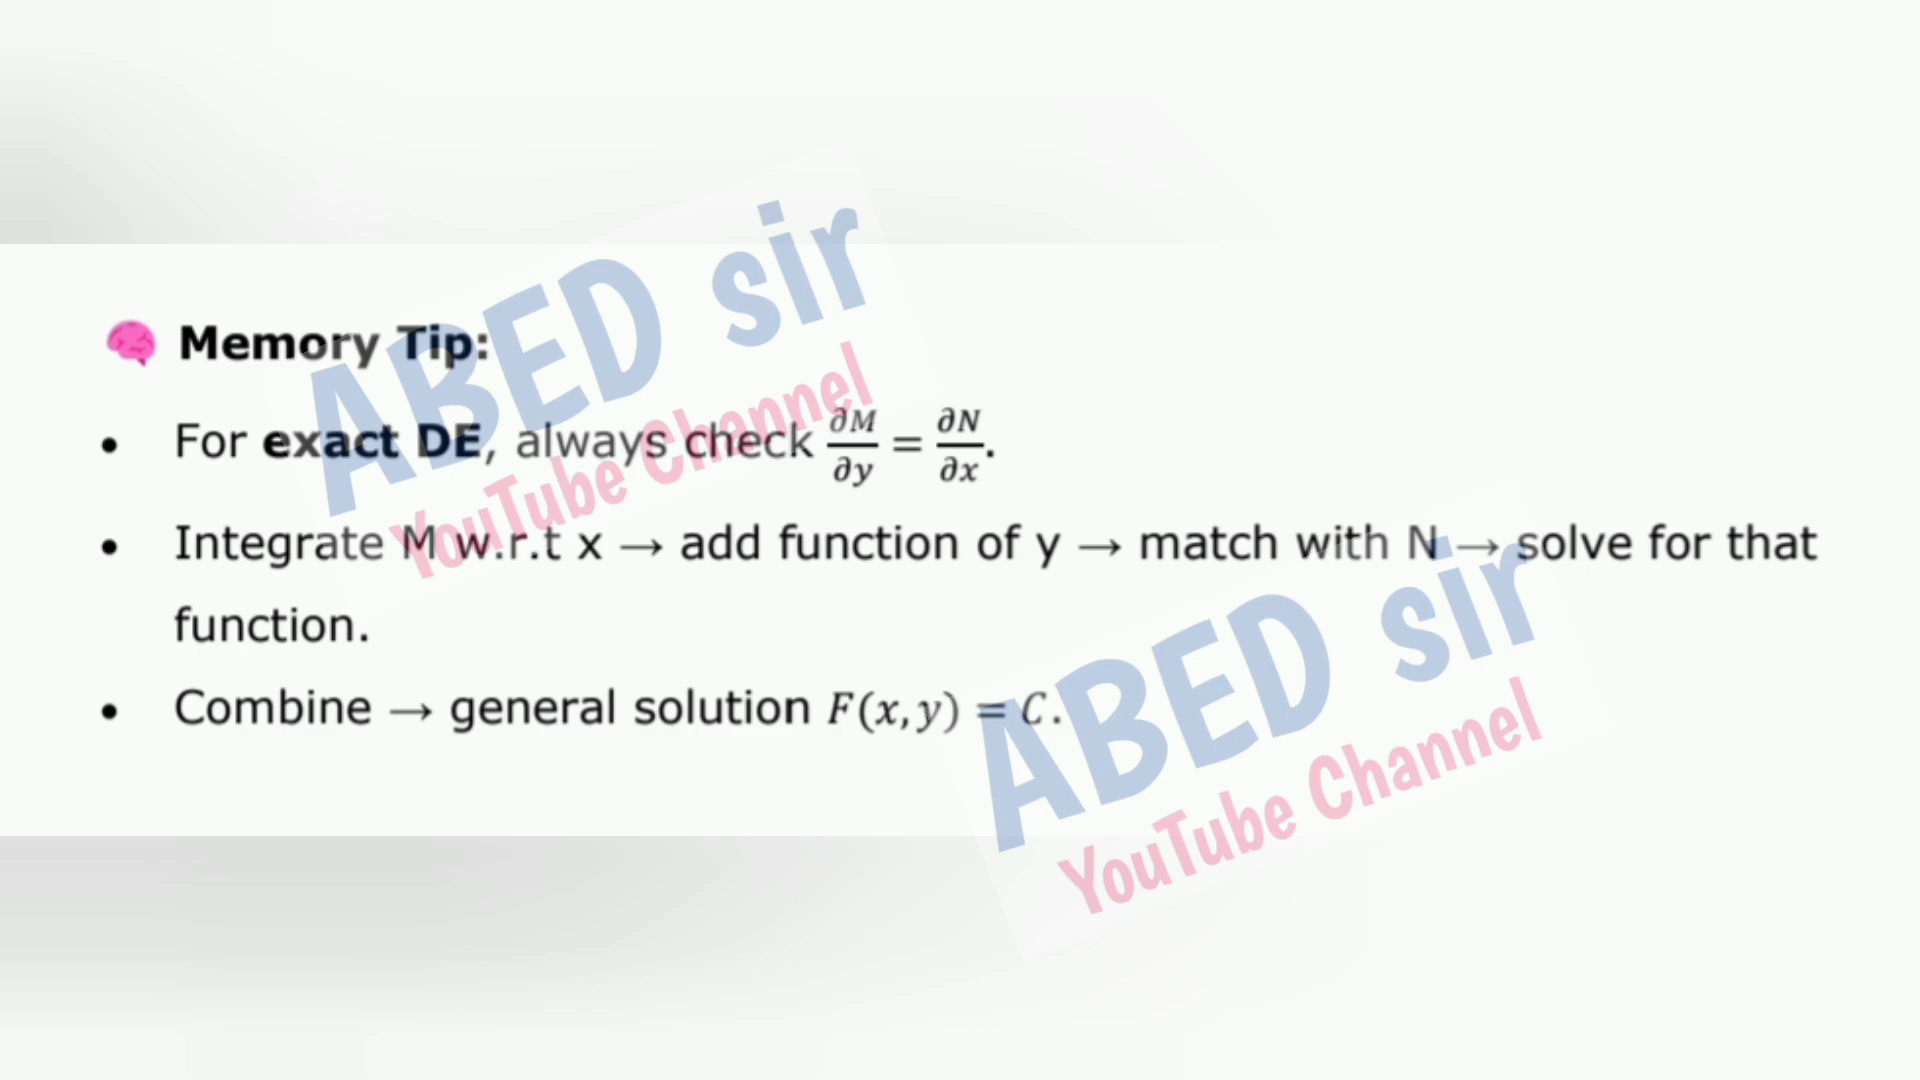 🧠 Memory Tip:
• For exact DE, always check ∂M/∂y = ∂N/∂x.
• Integrate M w.r.t x → add function of y → match with N → solve for that
function.
• Combine → general solution F(x, y) = C.
ABED sir
YouTube Channel
ABED sir
YouTube Channel